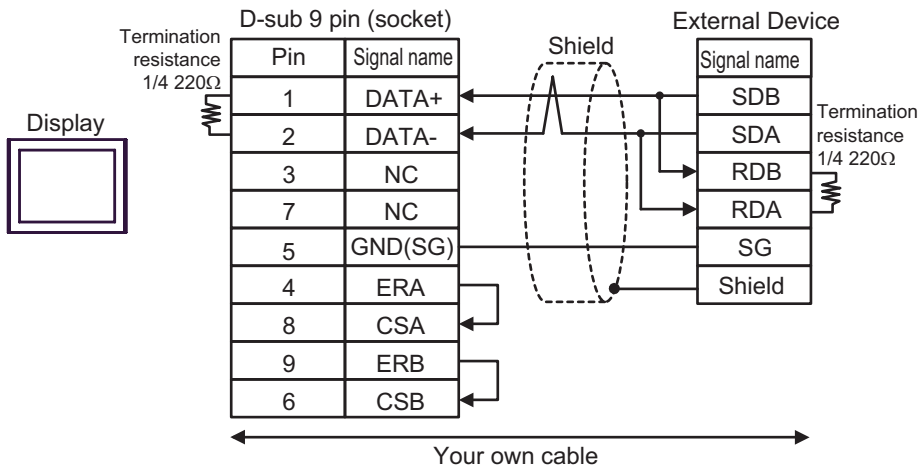 D-sub 9 pin (socket)
External Device
Termination
resistance
1/4 220Ω
Shield
Display
Pin Signal name
1 DATA+
2 DATA-
3 NC
7 NC
5 GND(SG)
4 ERA
8 CSA
9 ERB
6 CSB
Signal name
SDB
SDA
RDB
RDA
SG
Shield
Termination
resistance
1/4 220Ω
Your own cable